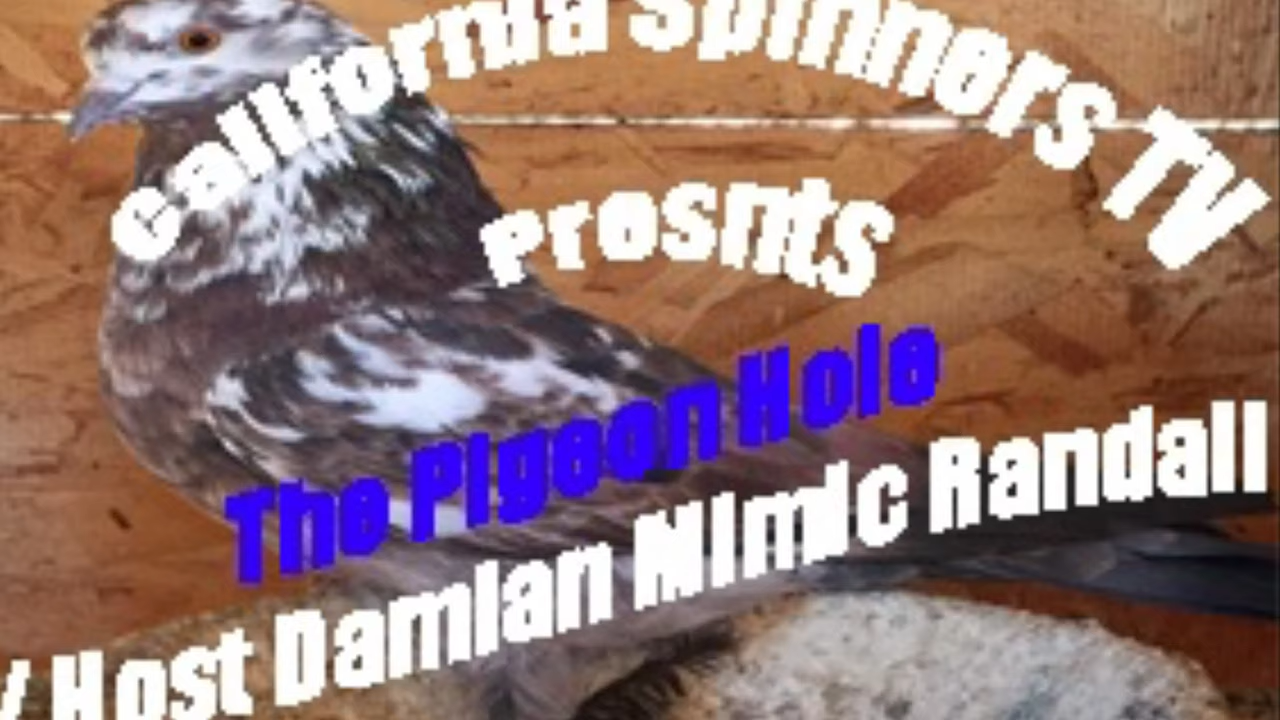 California Spinners TV
Presnts
The Pigeon Hole
/ Host Damian Mimic Randall